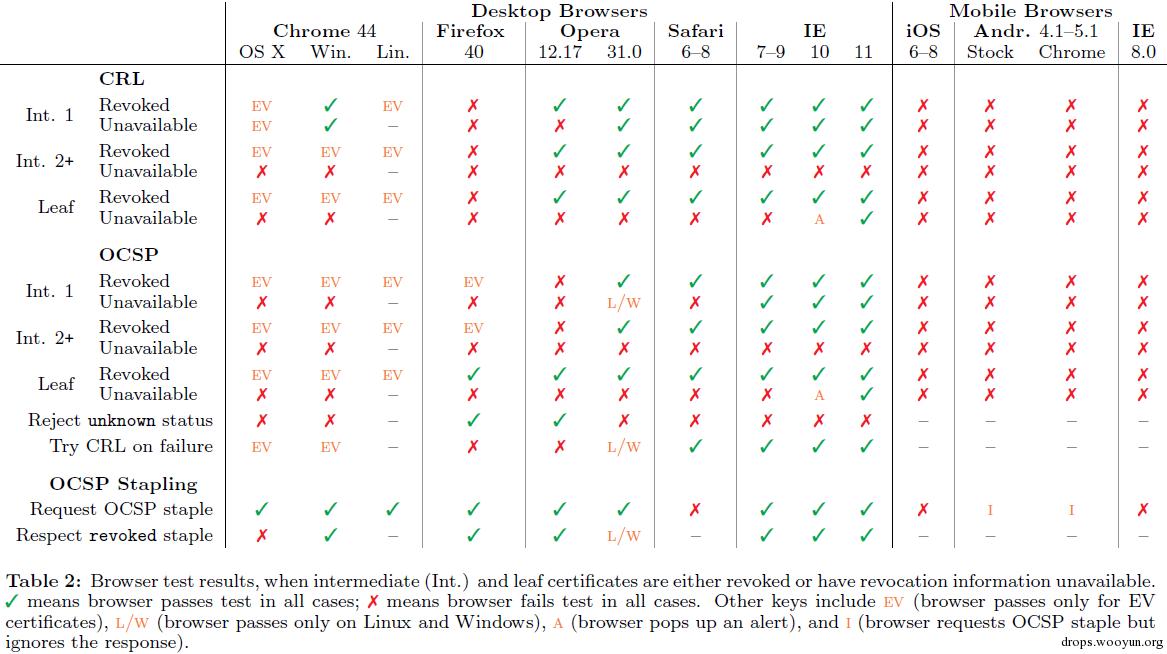 Desktop Browsers Mobile Browsers
Chrome 44 Firefox Opera Safari IE iOS Andr. 4.1–5.1 IE
OS X Win. Lin. 40 12.17 31.0 6–8 7–9 10 11 6–8 Stock Chrome 8.0
CRL
Int. 1 Revoked EV ✓ EV ✗ ✓ ✓ ✓ ✓ ✓ ✓ ✗ ✗ ✗ ✗
Unavailable EV ✓ – ✗ ✗ ✓ ✓ ✓ ✓ ✓ ✗ ✗ ✗ ✗
Int. 2+ Revoked EV EV EV ✗ ✓ ✓ ✓ ✓ ✓ ✓ ✗ ✗ ✗ ✗
Unavailable ✗ ✗ – ✗ ✗ ✗ ✗ ✗ ✗ ✗ ✗ ✗ ✗ ✗
Leaf Revoked EV EV EV ✗ ✓ ✓ ✓ ✓ ✓ ✓ ✗ ✗ ✗ ✗
Unavailable ✗ ✗ – ✗ ✗ ✗ ✗ ✗ A ✓ ✗ ✗ ✗ ✗
OCSP
Int. 1 Revoked EV EV EV EV ✗ ✓ ✓ ✓ ✓ ✓ ✗ ✗ ✗ ✗
Unavailable ✗ ✗ – ✗ ✗ L/W ✗ ✓ ✓ ✓ ✗ ✗ ✗ ✗
Int. 2+ Revoked EV EV EV EV ✗ ✓ ✓ ✓ ✓ ✓ ✗ ✗ ✗ ✗
Unavailable ✗ ✗ – ✗ ✗ ✗ ✗ ✗ ✗ ✗ ✗ ✗ ✗ ✗
Leaf Revoked EV EV EV ✓ ✓ ✓ ✓ ✓ ✓ ✓ ✗ ✗ ✗ ✗
Unavailable ✗ ✗ – ✗ ✗ ✗ ✗ ✗ A ✓ ✗ ✗ ✗ ✗
Reject unknown status ✗ ✗ – ✓ ✓ ✗ ✗ ✗ ✗ ✗ – – – –
Try CRL on failure EV EV – ✗ ✗ L/W ✓ ✓ ✓ ✓ – – – –
OCSP Stapling
Request OCSP staple ✓ ✓ ✓ ✓ ✓ ✓ ✗ ✓ ✓ ✓ ✗ I I ✗
Respect revoked staple ✗ ✓ – ✓ ✓ L/W – ✓ ✓ ✓ – – – –
Table 2: Browser test results, when intermediate (Int.) and leaf certificates are either revoked or have revocation information unavailable.
✓ means browser passes test in all cases; ✗ means browser fails test in all cases. Other keys include EV (browser passes only for EV
certificates), L/W (browser passes only on Linux and Windows), A (browser pops up an alert), and I (browser requests OCSP staple but
ignores the response).
drops.wooyun.org